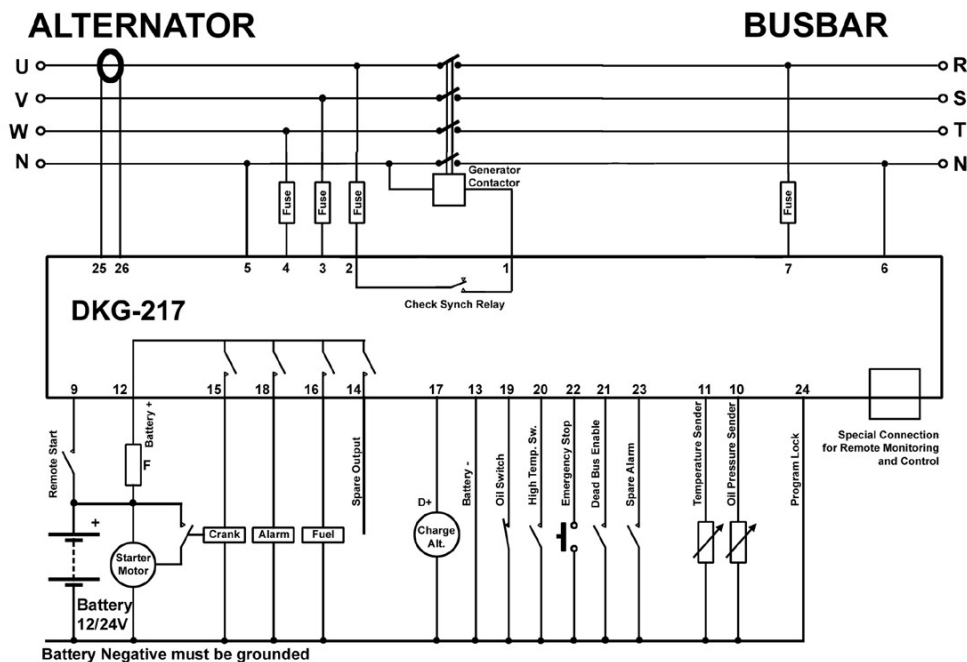 ALTERNATOR
BUSBAR
U
R
V
S
W
T
N
N
Generator
Contactor
Fuse
Fuse
Fuse
Fuse
25
26
5
4
3
2
1
7
6
Check Synch Relay
DKG-217
9
12
15
18
16
14
17
13
19
20
22
21
23
11
10
24
Remote Start
Battery +
F
Spare Output
Battery -
Oil Switch
High Temp. Sw.
Emergency Stop
Dead Bus Enable
Spare Alarm
Temperature Sender
Oil Pressure Sender
Program Lock
Special Connection
for Remote Monitoring
and Control
D+
Charge
Alt.
+
Starter
Motor
Crank
Alarm
Fuel
Battery
12/24V
Battery Negative must be grounded